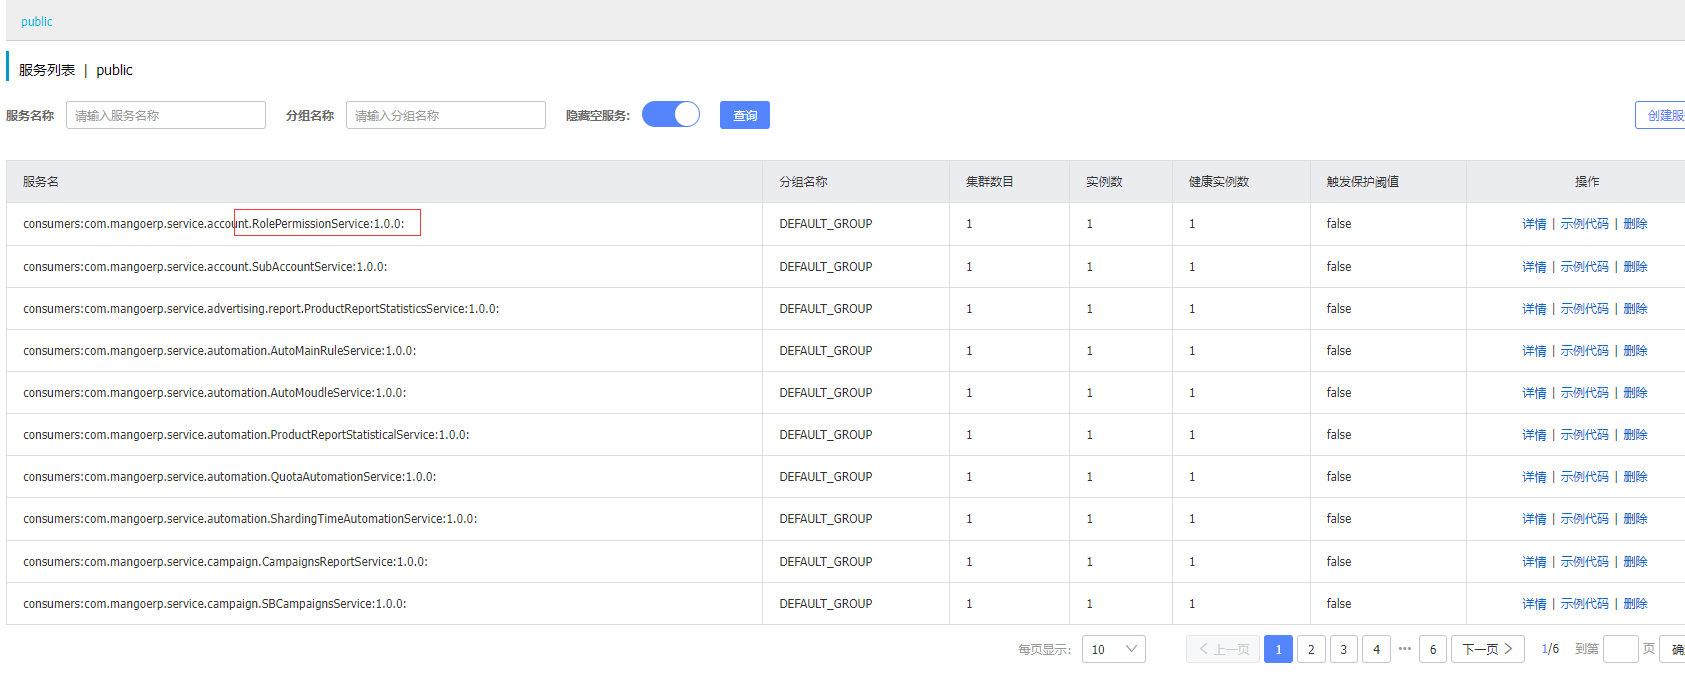 public
服务列表 | public
服务名称 请输入服务名称 分组名称 请输入分组名称 隐藏空服务: 查询 创建服
服务名 分组名称 集群数目 实例数 健康实例数 触发保护阈值 操作
consumers:com.mangoerp.service.account.RolePermissionService:1.0.0: DEFAULT_GROUP 1 1 1 false 详情 | 示例代码 | 删除
consumers:com.mangoerp.service.account.SubAccountService:1.0.0: DEFAULT_GROUP 1 1 1 false 详情 | 示例代码 | 删除
consumers:com.mangoerp.service.advertising.report.ProductReportStatisticsService:1.0.0: DEFAULT_GROUP 1 1 1 false 详情 | 示例代码 | 删除
consumers:com.mangoerp.service.automation.AutoMainRuleService:1.0.0: DEFAULT_GROUP 1 1 1 false 详情 | 示例代码 | 删除
consumers:com.mangoerp.service.automation.AutoMoudleService:1.0.0: DEFAULT_GROUP 1 1 1 false 详情 | 示例代码 | 删除
consumers:com.mangoerp.service.automation.ProductReportStatisticalService:1.0.0: DEFAULT_GROUP 1 1 1 false 详情 | 示例代码 | 删除
consumers:com.mangoerp.service.automation.QuotaAutomationService:1.0.0: DEFAULT_GROUP 1 1 1 false 详情 | 示例代码 | 删除
consumers:com.mangoerp.service.automation.ShardingTimeAutomationService:1.0.0: DEFAULT_GROUP 1 1 1 false 详情 | 示例代码 | 删除
consumers:com.mangoerp.service.campaign.CampaignsReportService:1.0.0: DEFAULT_GROUP 1 1 1 false 详情 | 示例代码 | 删除
consumers:com.mangoerp.service.campaign.SBCampaignsService:1.0.0: DEFAULT_GROUP 1 1 1 false 详情 | 示例代码 | 删除
每页显示: 10 上一页 1 2 3 4 ••• 6 下一页 1/6 到第 页 确